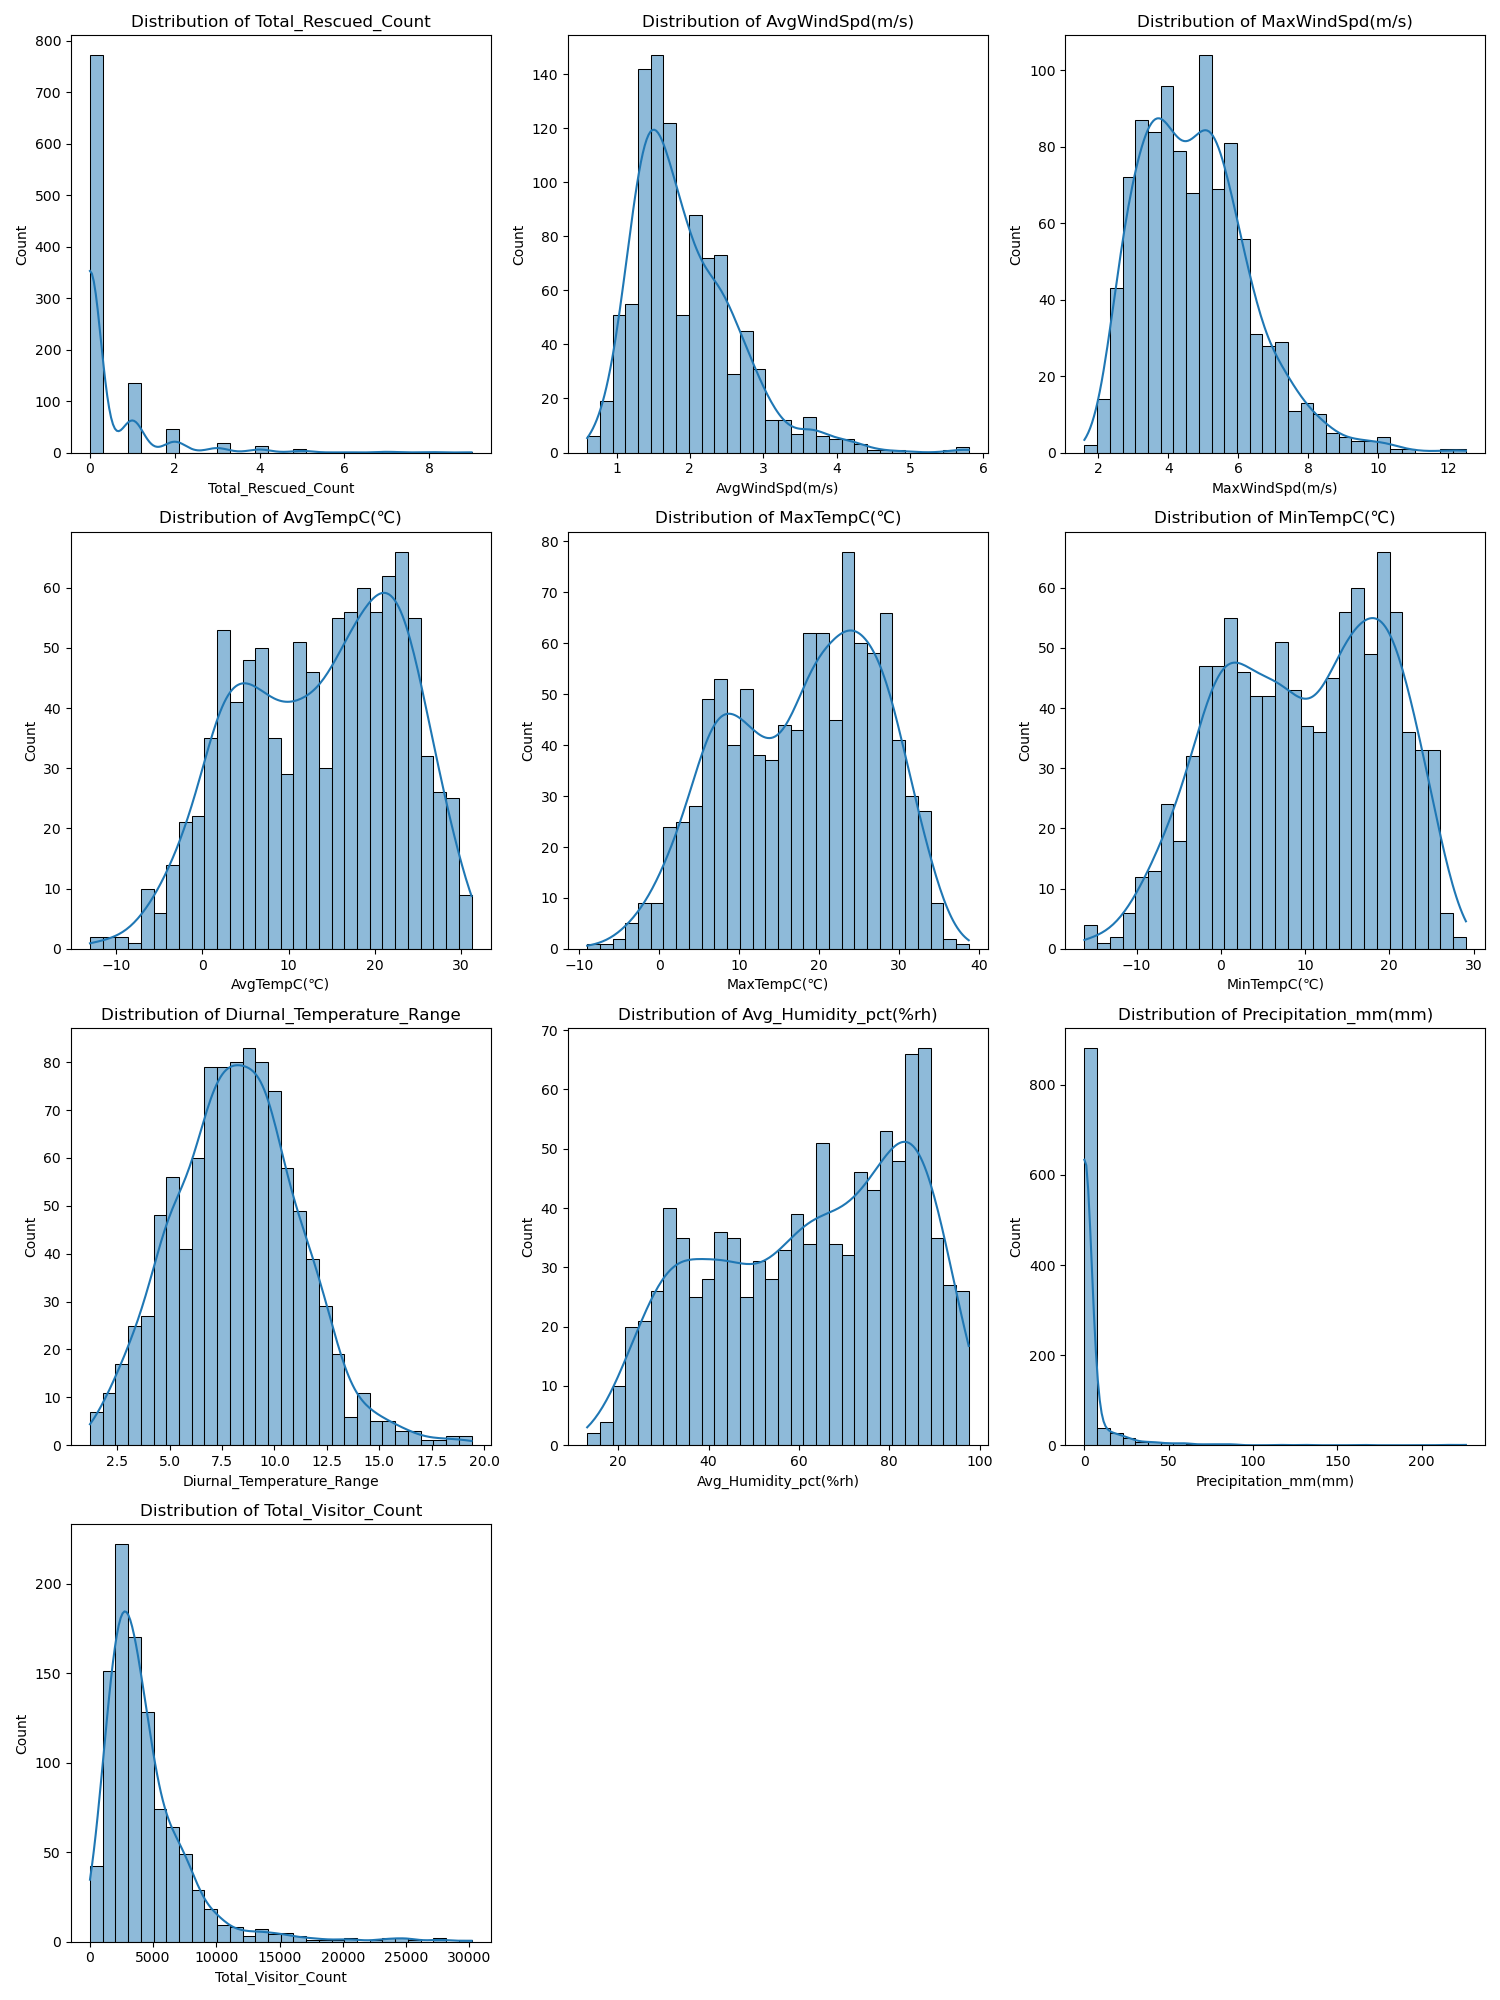 Distribution of Total_Rescued_Count
Count
800
700
600
500
400
300
200
100
0
0 2 4 6 8
Total_Rescued_Count
Distribution of AvgWindSpd(m/s)
Count
140
120
100
80
60
40
20
0
1 2 3 4 5 6
AvgWindSpd(m/s)
Distribution of MaxWindSpd(m/s)
Count
100
80
60
40
20
0
2 4 6 8 10 12
MaxWindSpd(m/s)
Distribution of AvgTempC(℃)
Count
60
50
40
30
20
10
0
−10 0 10 20 30
AvgTempC(℃)
Distribution of MaxTempC(℃)
Count
80
70
60
50
40
30
20
10
0
−10 0 10 20 30 40
MaxTempC(℃)
Distribution of MinTempC(℃)
Count
60
50
40
30
20
10
0
−10 0 10 20 30
MinTempC(℃)
Distribution of Diurnal_Temperature_Range
Count
80
70
60
50
40
30
20
10
0
2.5 5.0 7.5 10.0 12.5 15.0 17.5 20.0
Diurnal_Temperature_Range
Distribution of Avg_Humidity_pct(%rh)
Count
70
60
50
40
30
20
10
0
20 40 60 80 100
Avg_Humidity_pct(%rh)
Distribution of Precipitation_mm(mm)
Count
800
600
400
200
0
0 50 100 150 200
Precipitation_mm(mm)
Distribution of Total_Visitor_Count
Count
200
150
100
50
0
0 5000 10000 15000 20000 25000 30000
Total_Visitor_Count